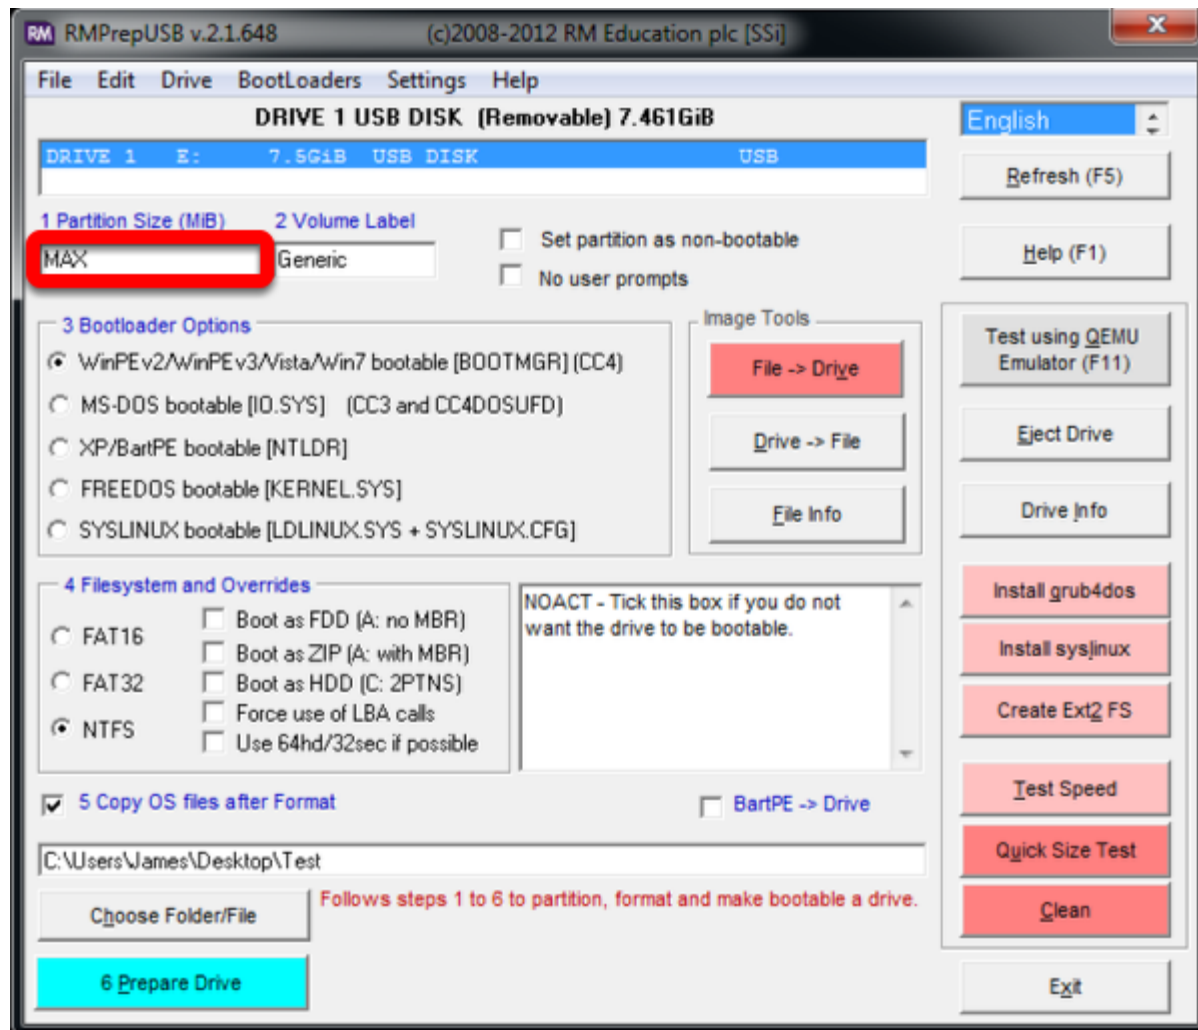 RM RMPrepUSB v.2.1.648 (c)2008-2012 RM Education plc [SSi]
File Edit Drive BootLoaders Settings Help
DRIVE 1 USB DISK (Removable) 7.461GiB
English
DRIVE 1 E: 7.5GiB USB DISK USB
Refresh (F5)
1 Partition Size (MiB) 2 Volume Label
MAX Generic
Set partition as non-bootable
No user prompts
Help (F1)
3 Bootloader Options
WinPEv2/WinPEv3/Vista/Win7 bootable [BOOTMGR] (CC4)
MS-DOS bootable [IO.SYS] (CC3 and CC4DOSUFD)
XP/BartPE bootable [NTLDR]
FREEDOS bootable [KERNEL.SYS]
SYSLINUX bootable [LDLINUX.SYS + SYSLINUX.CFG]
Image Tools
File -> Drive
Drive -> File
File Info
Test using QEMU
Emulator (F11)
Eject Drive
Drive Info
4 Filesystem and Overrides
FAT16
FAT32
NTFS
Boot as FDD (A: no MBR)
Boot as ZIP (A: with MBR)
Boot as HDD (C: 2PTNS)
Force use of LBA calls
Use 64hd/32sec if possible
NOACT - Tick this box if you do not
want the drive to be bootable.
Install grub4dos
Install syslinux
Create Ext2 FS
Test Speed
Quick Size Test
Clean
5 Copy OS files after Format
BartPE -> Drive
C:\Users\James\Desktop\Test
Choose Folder/File
Follows steps 1 to 6 to partition, format and make bootable a drive.
6 Prepare Drive
Exit